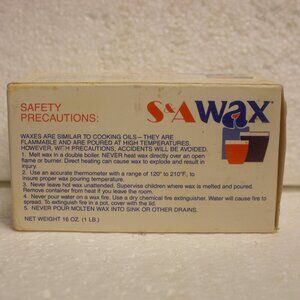 SAFETY
PRECAUTIONS:
S&A WAX
WAXES ARE SIMILAR TO COOKING OILS — THEY ARE
FLAMMABLE AND ARE POURED AT HIGH TEMPERATURES.
HOWEVER, WITH PRECAUTIONS, ACCIDENTS WILL BE AVOIDED.
1. Melt wax in a double boiler. NEVER heat wax directly over an open
flame or burner. Direct heating can cause wax to explode and result in
injury.
2. Use an accurate thermometer with a range of 120° to 210°F, to
insure proper wax pouring temperature.
3. Never leave hot wax unattended. Supervise children where wax is melted and poured.
Remove container from heat if you leave the room.
4. Never pour water on a wax fire. Use a dry chemical fire extinguisher. Water will cause fire to
spread. To extinguish fire in a pot, cover with the lid.
5. NEVER POUR MOLTEN WAX INTO SINK OR OTHER DRAINS.
NET WEIGHT 16 OZ. (1 LB.)